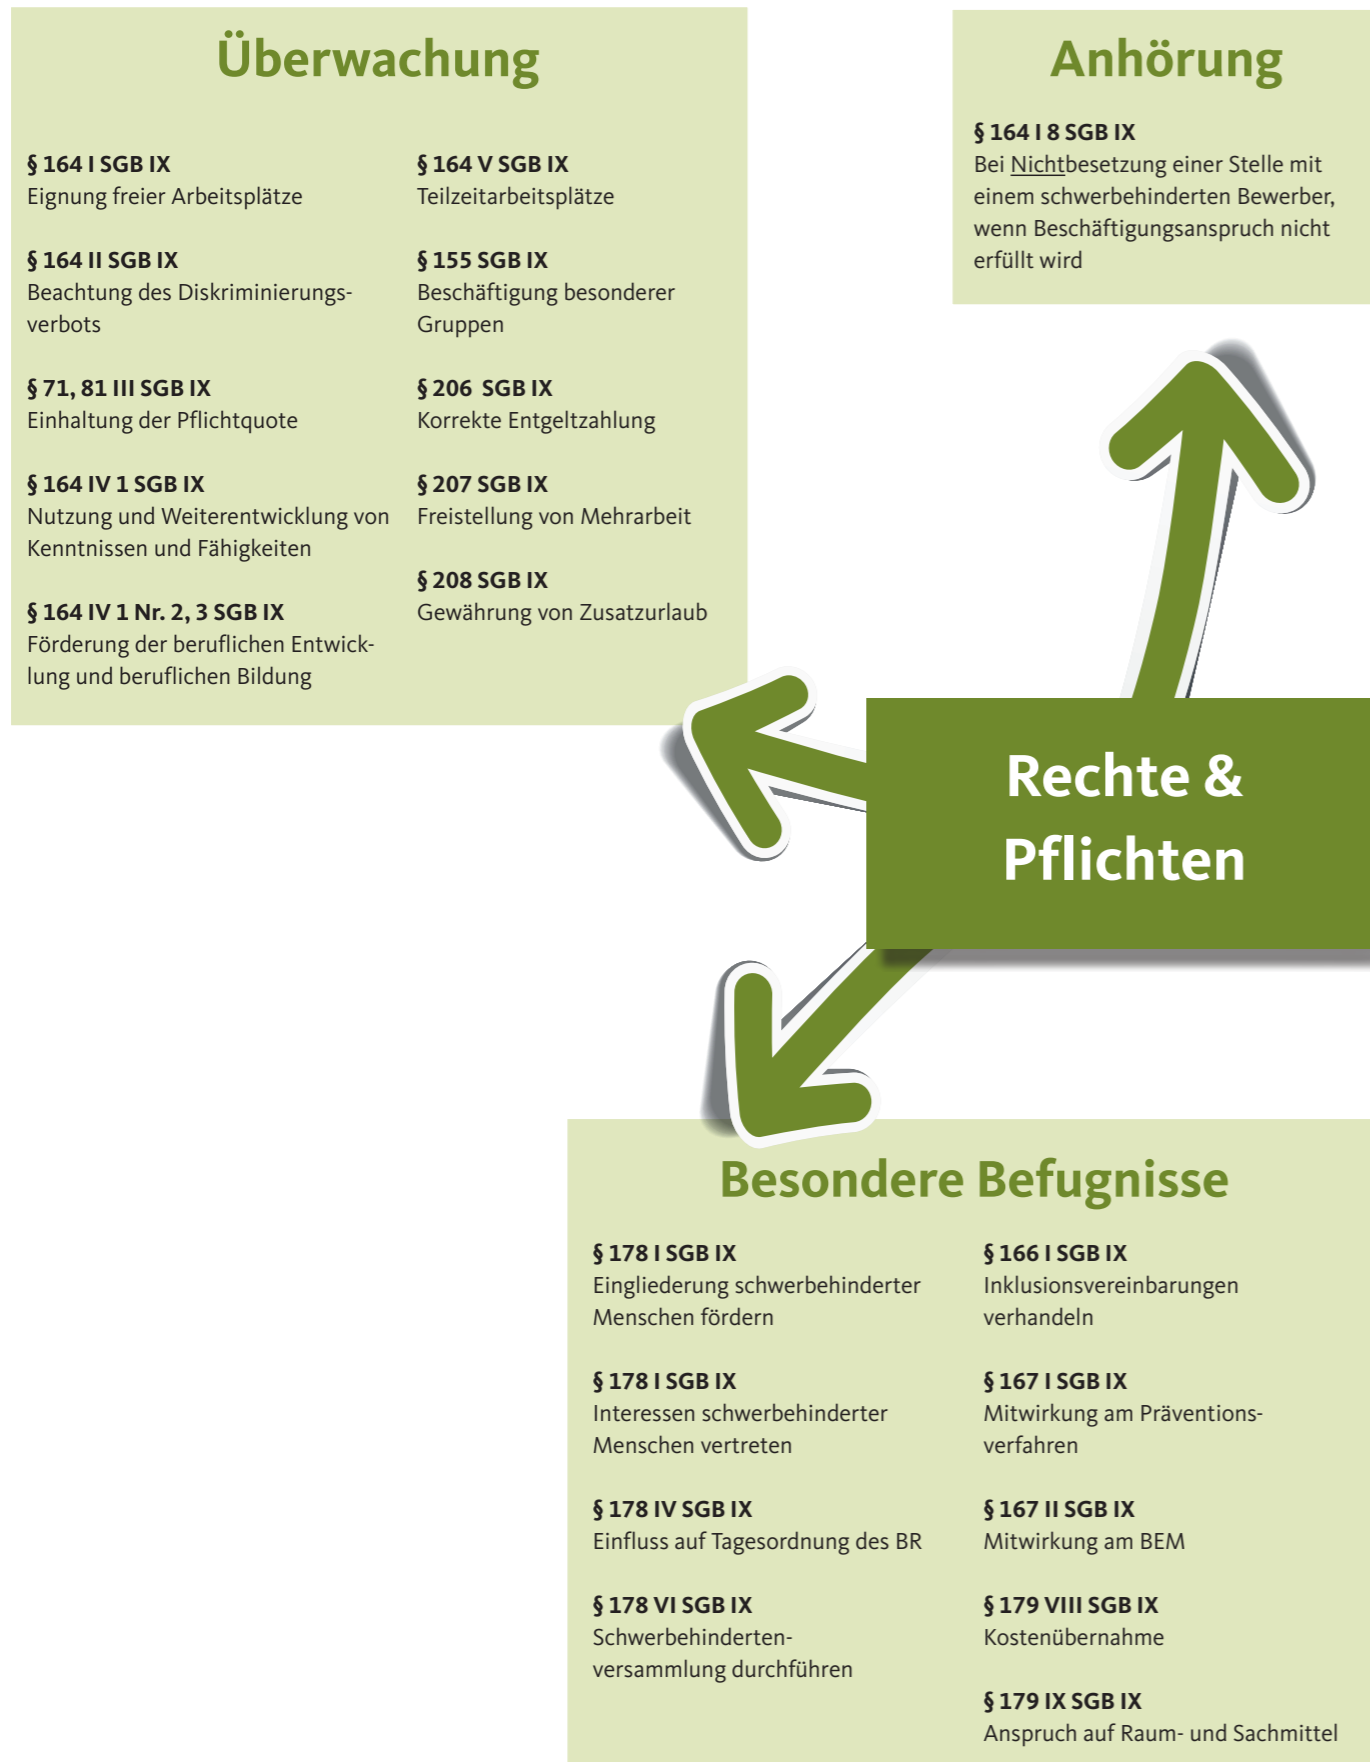 Überwachung
§ 164 I SGB IX
Eignung freier Arbeitsplätze
§ 164 II SGB IX
Beachtung des Diskriminierungs-
verbots
§ 71, 81 III SGB IX
Einhaltung der Pflichtquote
§ 164 IV 1 SGB IX
Nutzung und Weiterentwicklung von
Kenntnissen und Fähigkeiten
§ 164 IV 1 Nr. 2, 3 SGB IX
Förderung der beruflichen Entwick-
lung und beruflichen Bildung
§ 164 V SGB IX
Teilzeitarbeitsplätze
§ 155 SGB IX
Beschäftigung besonderer
Gruppen
§ 206 SGB IX
Korrekte Entgeltzahlung
§ 207 SGB IX
Freistellung von Mehrarbeit
§ 208 SGB IX
Gewährung von Zusatzurlaub
Anhörung
§ 164 I 8 SGB IX
Bei Nichtbesetzung einer Stelle mit
einem schwerbehinderten Bewerber,
wenn Beschäftigungsanspruch nicht
erfüllt wird
Rechte &
Pflichten
Besondere Befugnisse
§ 178 I SGB IX
Eingliederung schwerbehinderter
Menschen fördern
§ 178 I SGB IX
Interessen schwerbehinderter
Menschen vertreten
§ 178 IV SGB IX
Einfluss auf Tagesordnung des BR
§ 178 VI SGB IX
Schwerbehinderten-
versammlung durchführen
§ 166 I SGB IX
Inklusionsvereinbarungen
verhandeln
§ 167 I SGB IX
Mitwirkung am Präventions-
verfahren
§ 167 II SGB IX
Mitwirkung am BEM
§ 179 VIII SGB IX
Kostenübernahme
§ 179 IX SGB IX
Anspruch auf Raum- und Sachmittel